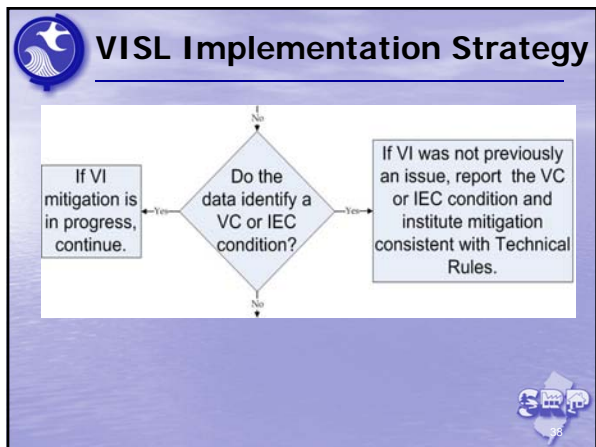 VISL Implementation Strategy
No
If VI
mitigation is
in progress,
continue.
Yes
Do the
data identify a
VC or IEC
condition?
Yes
If VI was not previously
an issue, report the VC
or IEC condition and
institute mitigation
consistent with Technical
Rules.
No
SRP
38